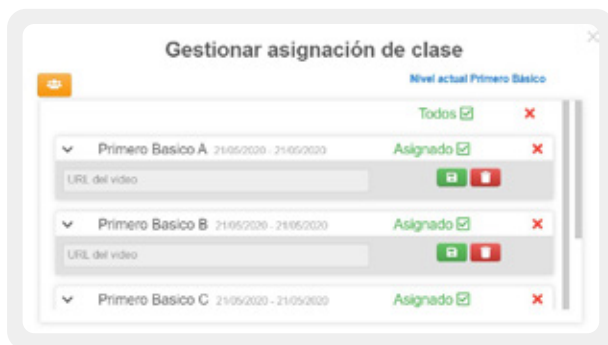 Gestionar asignación de clase
Nivel actual Primero Básico
Todos
Primero Basico A 21/05/2020 - 21/05/2020 Asignado
URL del video
Primero Basico B 21/05/2020 - 21/05/2020 Asignado
URL del video
Primero Basico C 21/05/2020 - 21/05/2020 Asignado